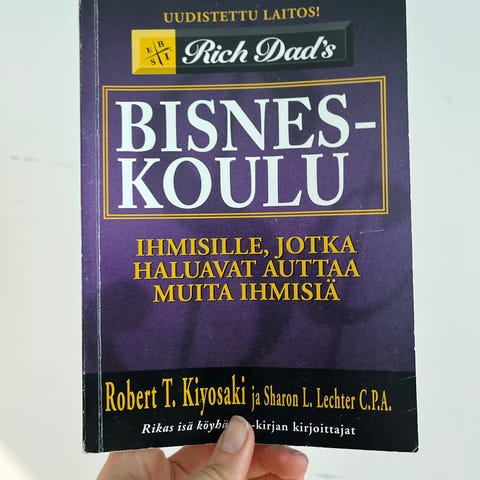 UUDISTETTU LAITOS!
E B
S I
Rich Dad's
BISNES-
KOULU
IHMISILLE, JOTKA
HALUAVAT AUTTAA
MUITA IHMISIÄ
Robert T. Kiyosaki ja Sharon L. Lechter C.P.A.
Rikas isä -kirjan kirjoittajat